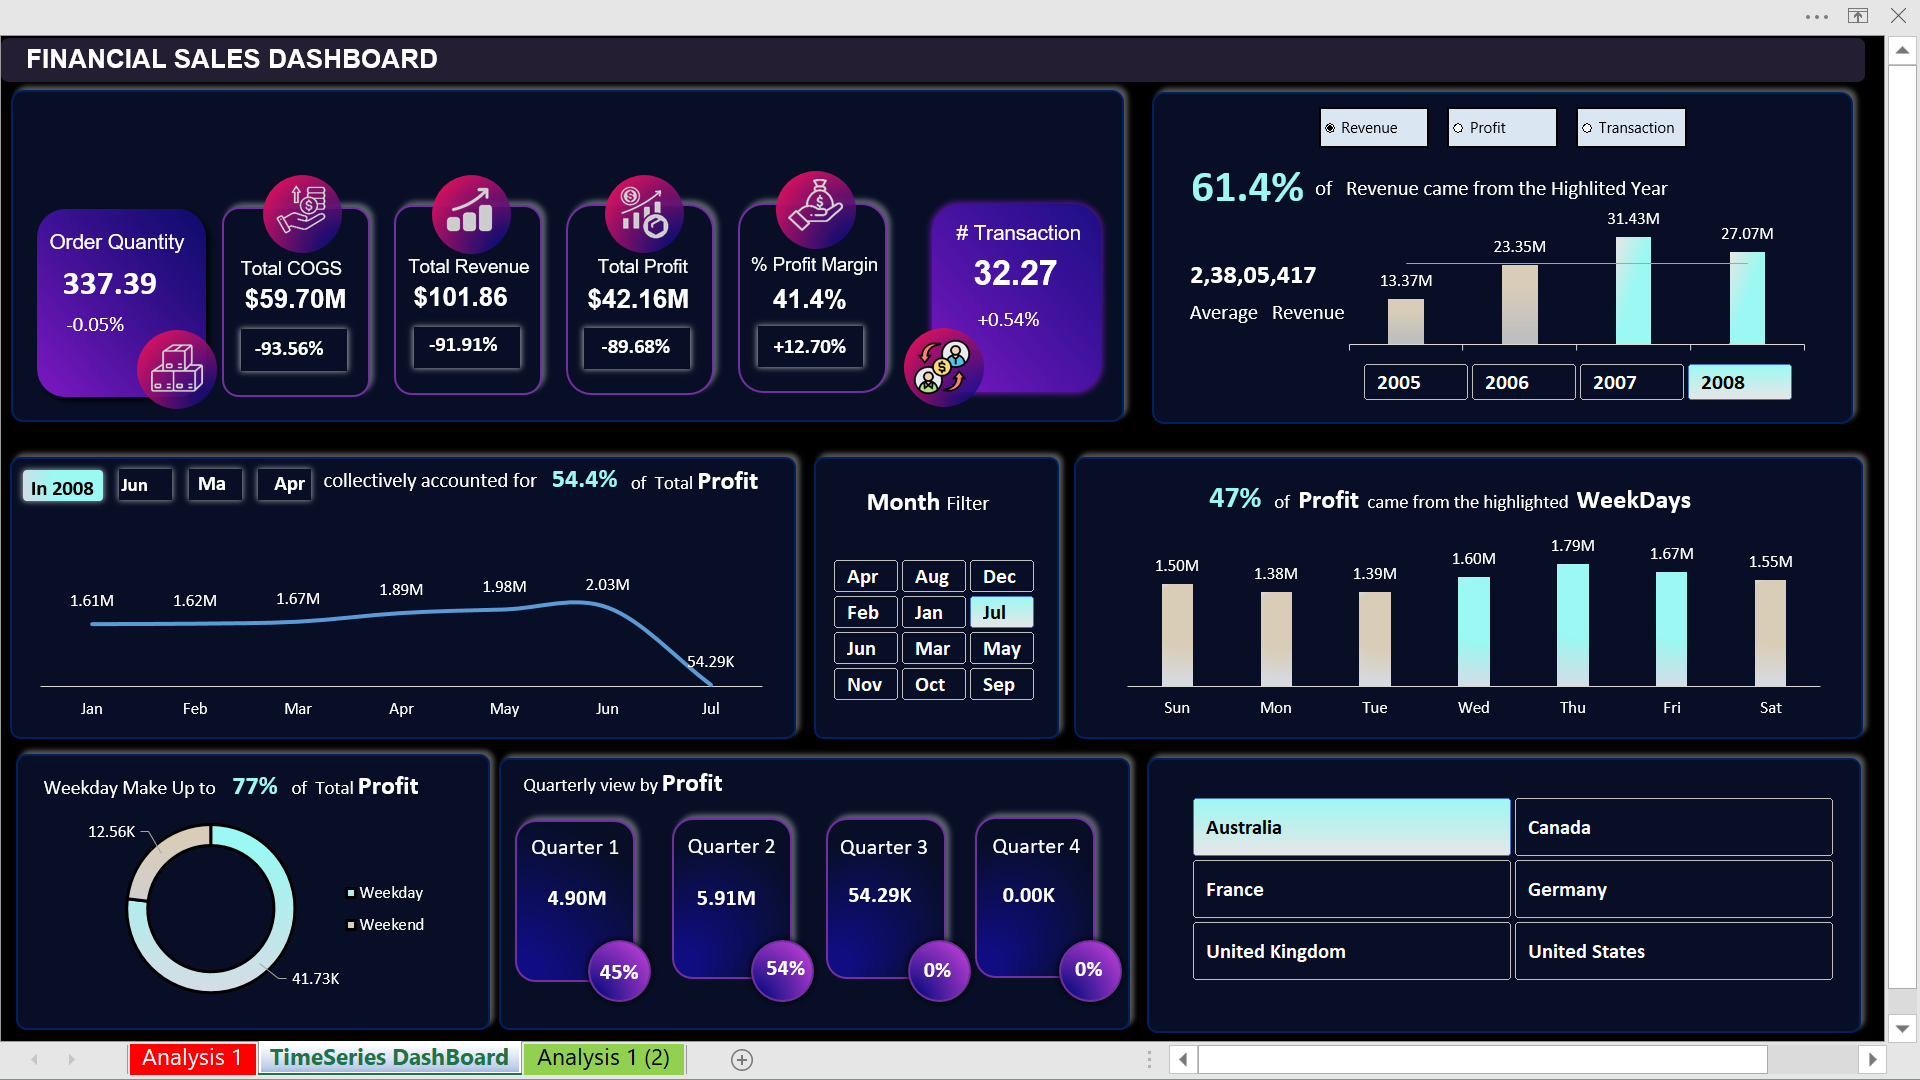 FINANCIAL SALES DASHBOARD
Order Quantity
337.39
-0.05%
Total COGS
$59.70M
-93.56%
Total Revenue
$101.86
-91.91%
Total Profit
$42.16M
-89.68%
% Profit Margin
41.4%
+12.70%
# Transaction
32.27
+0.54%
Revenue
Profit
Transaction
61.4% of Revenue came from the Highlited Year
2,38,05,417
Average Revenue
13.37M
23.35M
31.43M
27.07M
2005
2006
2007
2008
In 2008 Jun Ma Apr collectively accounted for 54.4% of Total Profit
1.61M
1.62M
1.67M
1.89M
1.98M
2.03M
54.29K
Jan
Feb
Mar
Apr
May
Jun
Jul
Month Filter
Apr
Aug
Dec
Feb
Jan
Jul
Jun
Mar
May
Nov
Oct
Sep
47% of Profit came from the highlighted WeekDays
1.50M
1.38M
1.39M
1.60M
1.79M
1.67M
1.55M
Sun
Mon
Tue
Wed
Thu
Fri
Sat
Weekday Make Up to 77% of Total Profit
12.56K
41.73K
Weekday
Weekend
Quarterly view by Profit
Quarter 1
4.90M
45%
Quarter 2
5.91M
54%
Quarter 3
54.29K
0%
Quarter 4
0.00K
0%
Australia
Canada
France
Germany
United Kingdom
United States
Analysis 1
TimeSeries DashBoard
Analysis 1 (2)